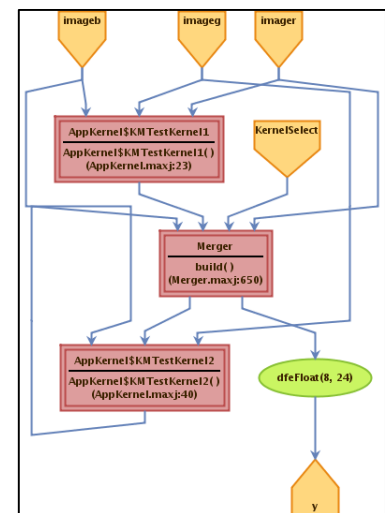 imageb
imageg
imager
AppKernel$KMTestKernel1
AppKernel$KMTestKernel1()
(AppKernel.maxj:23)
KernelSelect
Merger
build()
(Merger.maxj:650)
AppKernel$KMTestKernel2
AppKernel$KMTestKernel2()
(AppKernel.maxj:40)
dfeFloat(8, 24)
y